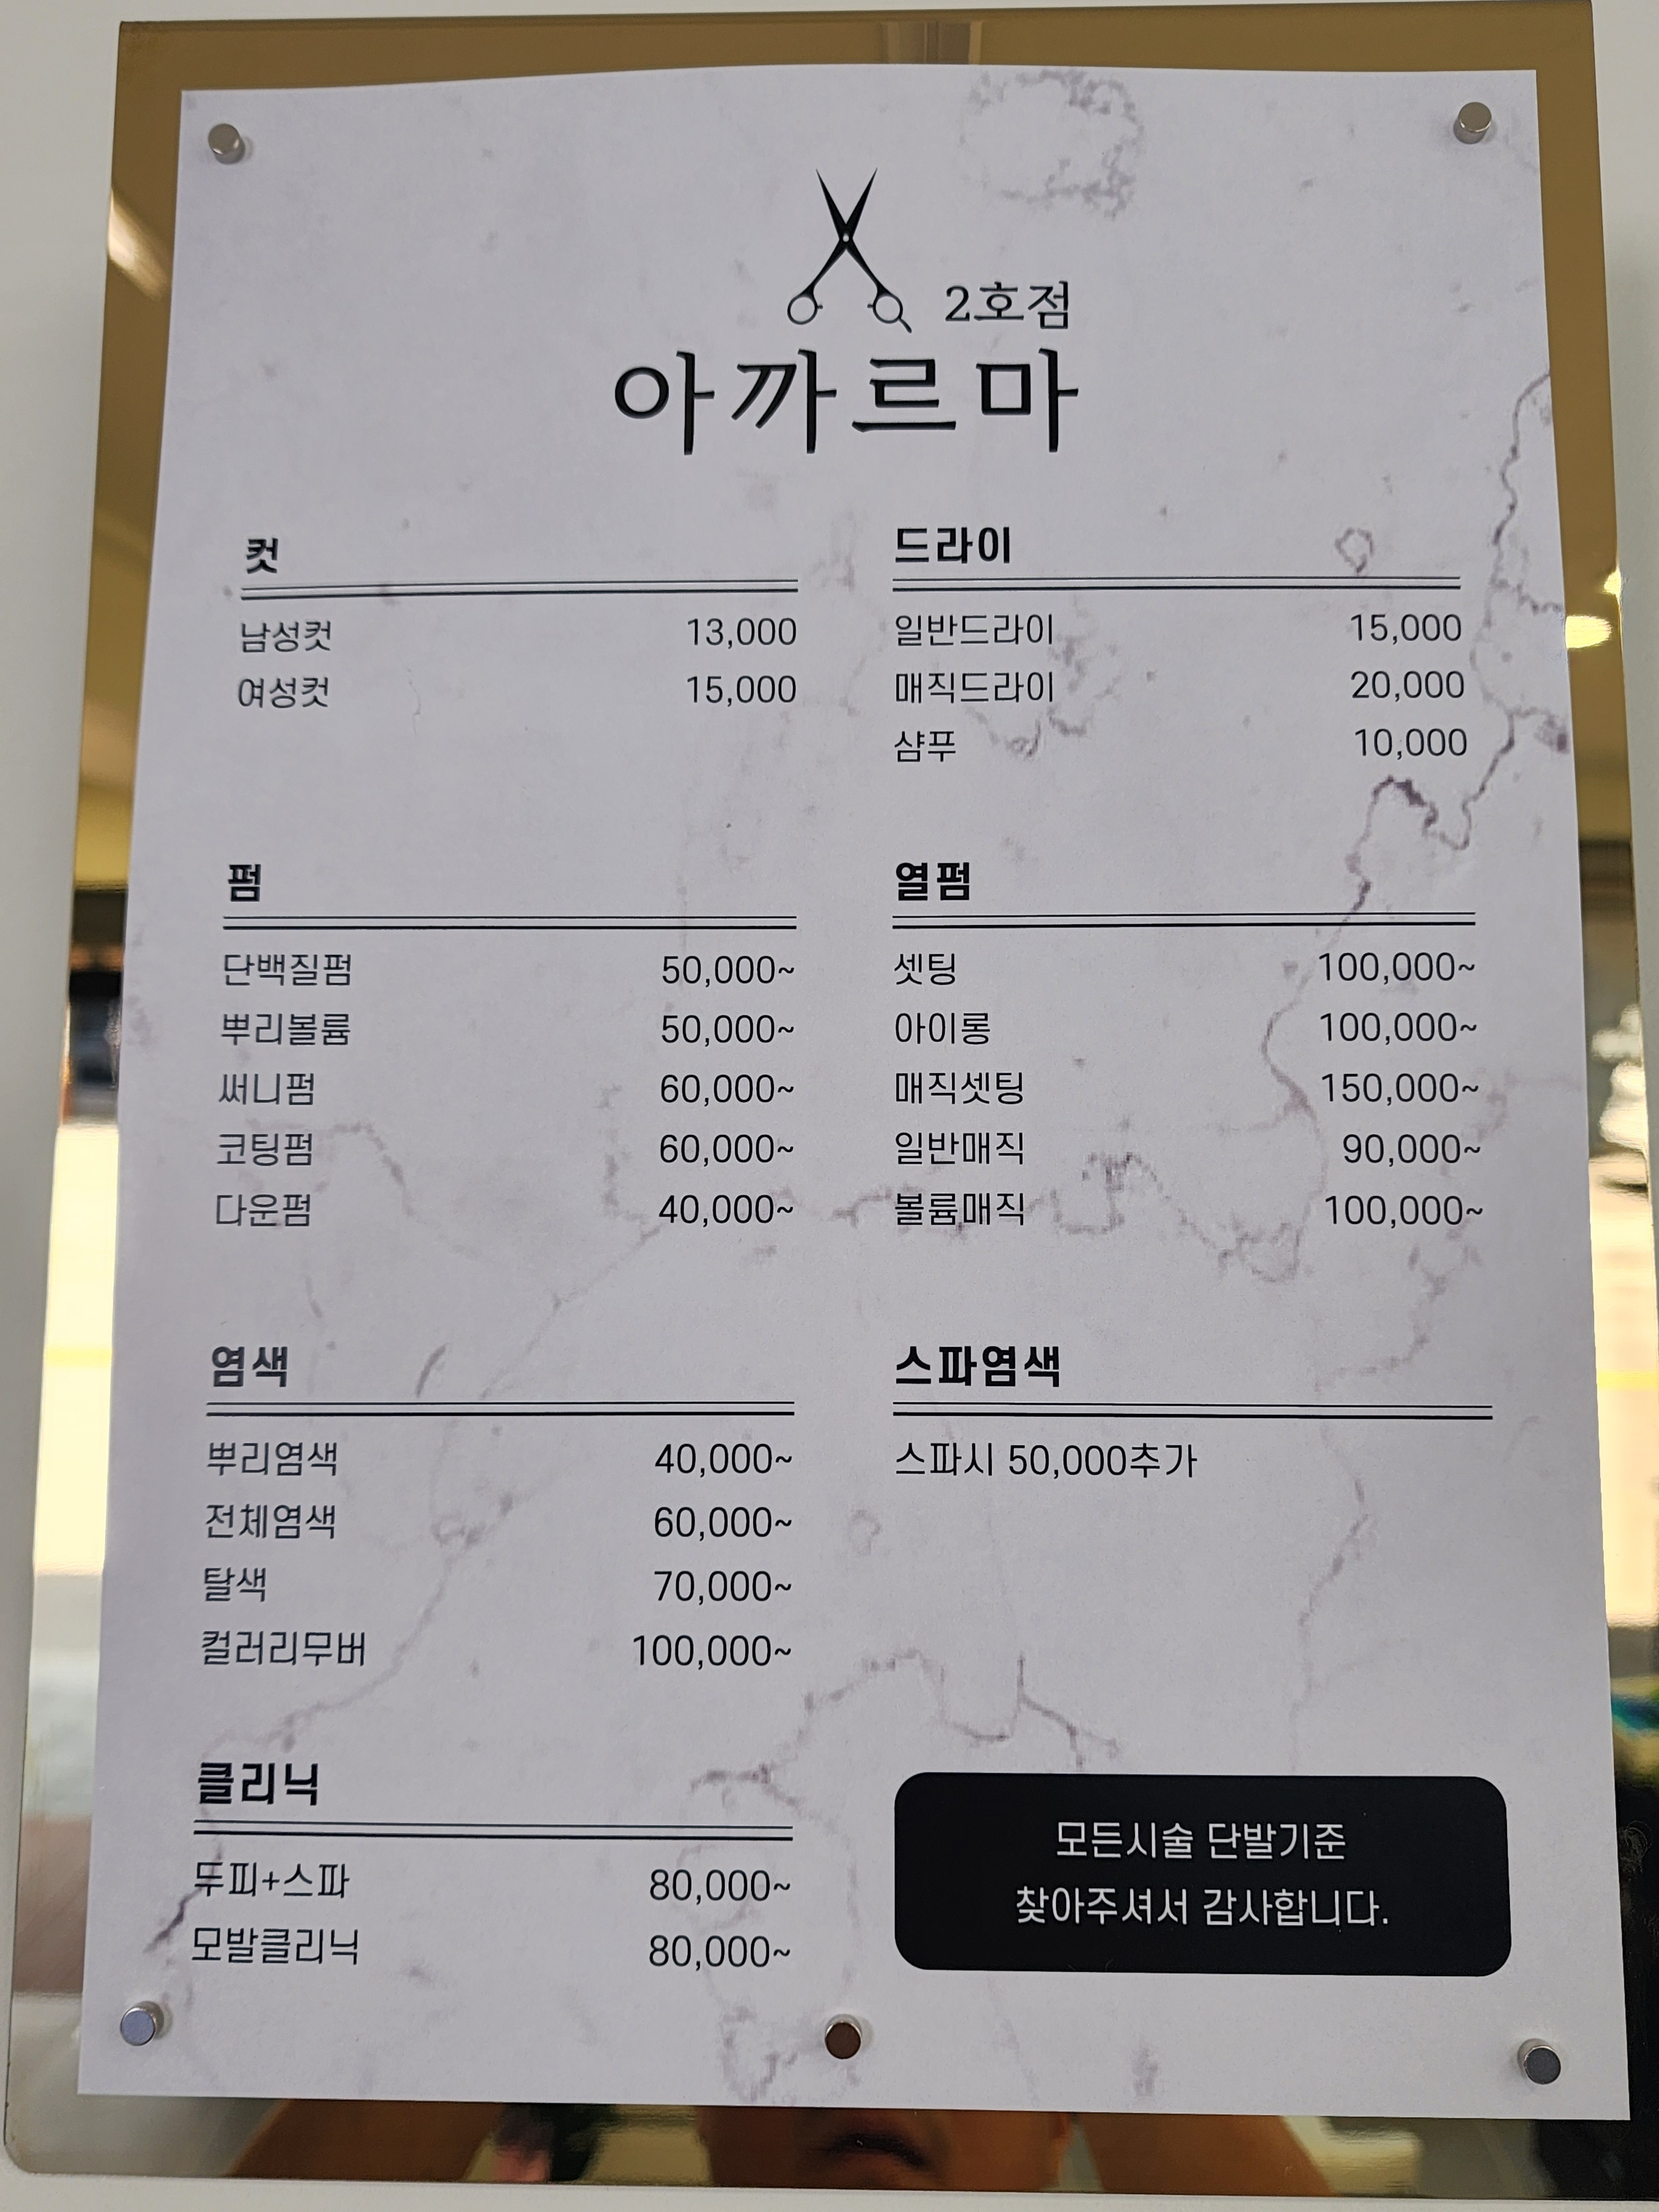 2호점
아까르마
컷
남성컷 13,000
여성컷 15,000
드라이
일반드라이 15,000
매직드라이 20,000
샴푸 10,000
펌
단백질펌 50,000~
뿌리볼륨 50,000~
써니펌 60,000~
코팅펌 60,000~
다운펌 40,000~
열펌
셋팅 100,000~
아이롱 100,000~
매직셋팅 150,000~
일반매직 90,000~
볼륨매직 100,000~
염색
뿌리염색 40,000~
전체염색 60,000~
탈색 70,000~
컬러리무버 100,000~
스파염색
스파시 50,000추가
클리닉
두피+스파 80,000~
모발클리닉 80,000~
모든시술 단발기준
찾아주셔서 감사합니다.